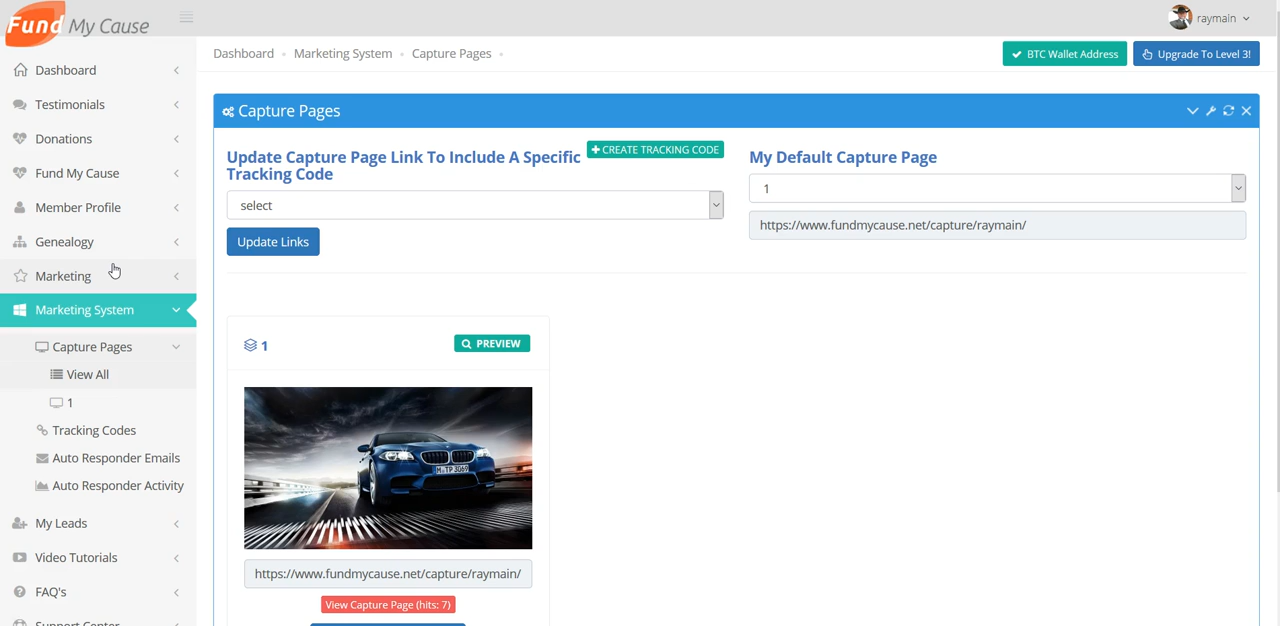 Fund My Cause
raymain
Dashboard
Marketing System
Capture Pages
BTC Wallet Address
Upgrade To Level 3!
Dashboard
Testimonials
Donations
Fund My Cause
Member Profile
Genealogy
Marketing
Marketing System
Capture Pages
View All
1
Tracking Codes
Auto Responder Emails
Auto Responder Activity
My Leads
Video Tutorials
FAQ's
Support Center
Capture Pages
Update Capture Page Link To Include A Specific
Tracking Code
CREATE TRACKING CODE
select
Update Links
My Default Capture Page
1
https://www.fundmycause.net/capture/raymain/
1
PREVIEW
M·TP 3069
https://www.fundmycause.net/capture/raymain/
View Capture Page (hits: 7)